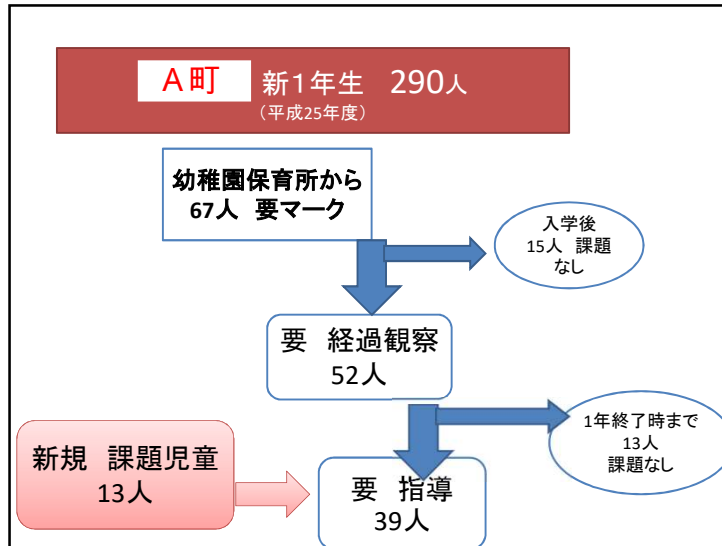 A町 新1年生 290人
（平成25年度）
幼稚園保育所から
67人 要マーク
入学後
15人 課題
なし
要 経過観察
52人
1年終了時まで
13人
課題なし
新規 課題児童
13人
要 指導
39人